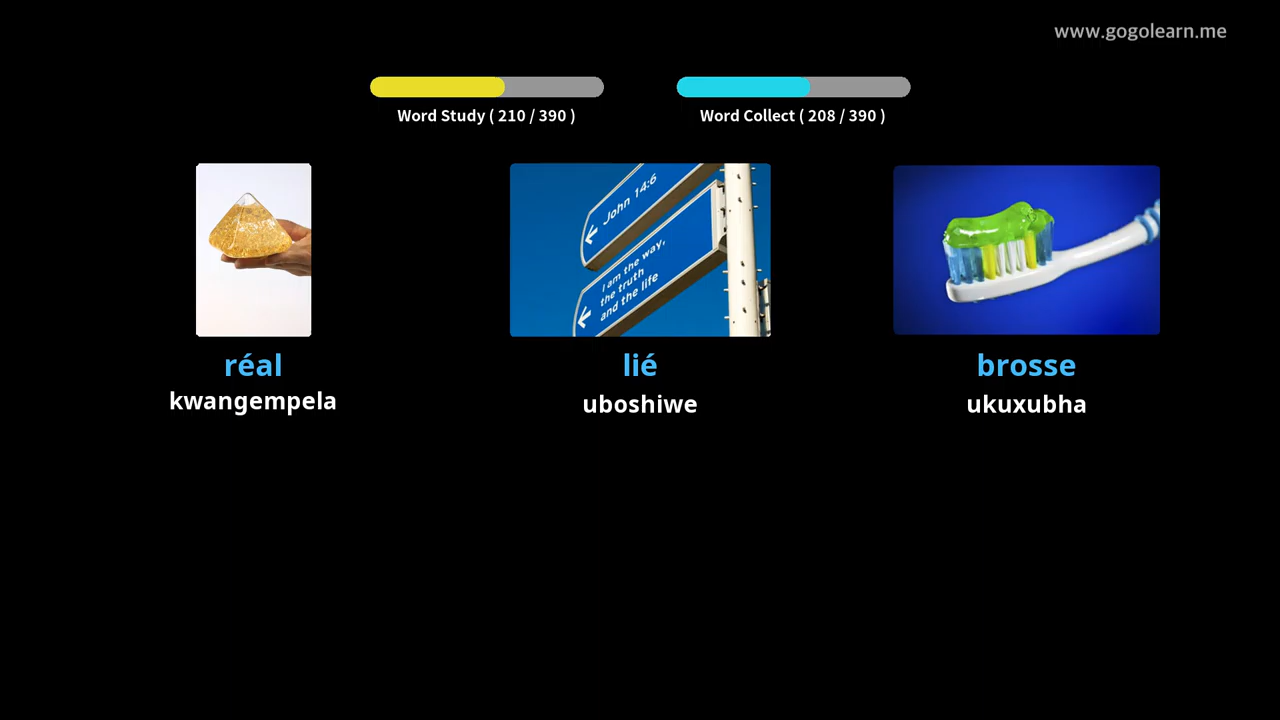 www.gogolearn.me
Word Study ( 210 / 390 )
Word Collect ( 208 / 390 )
John 14:6
I am the way,
the truth
and the life
réal
lié
brosse
kwangempela
uboshiwe
ukuxubha